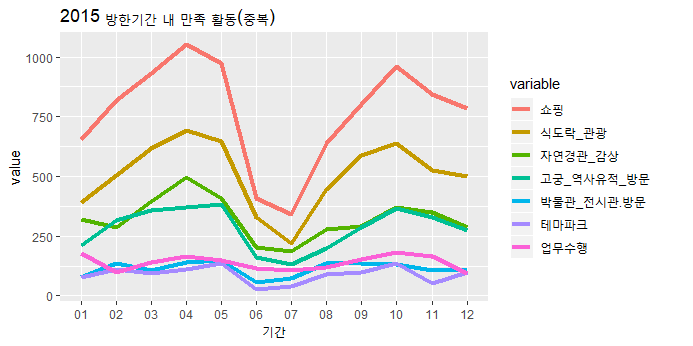 2015 방한기간 내 만족 활동(중복)
1000
750
500
250
0
value
01 02 03 04 05 06 07 08 09 10 11 12
기간
variable
쇼핑
식도락_관광
자연경관_감상
고궁_역사유적_방문
박물관_전시관.방문
테마파크
업무수행